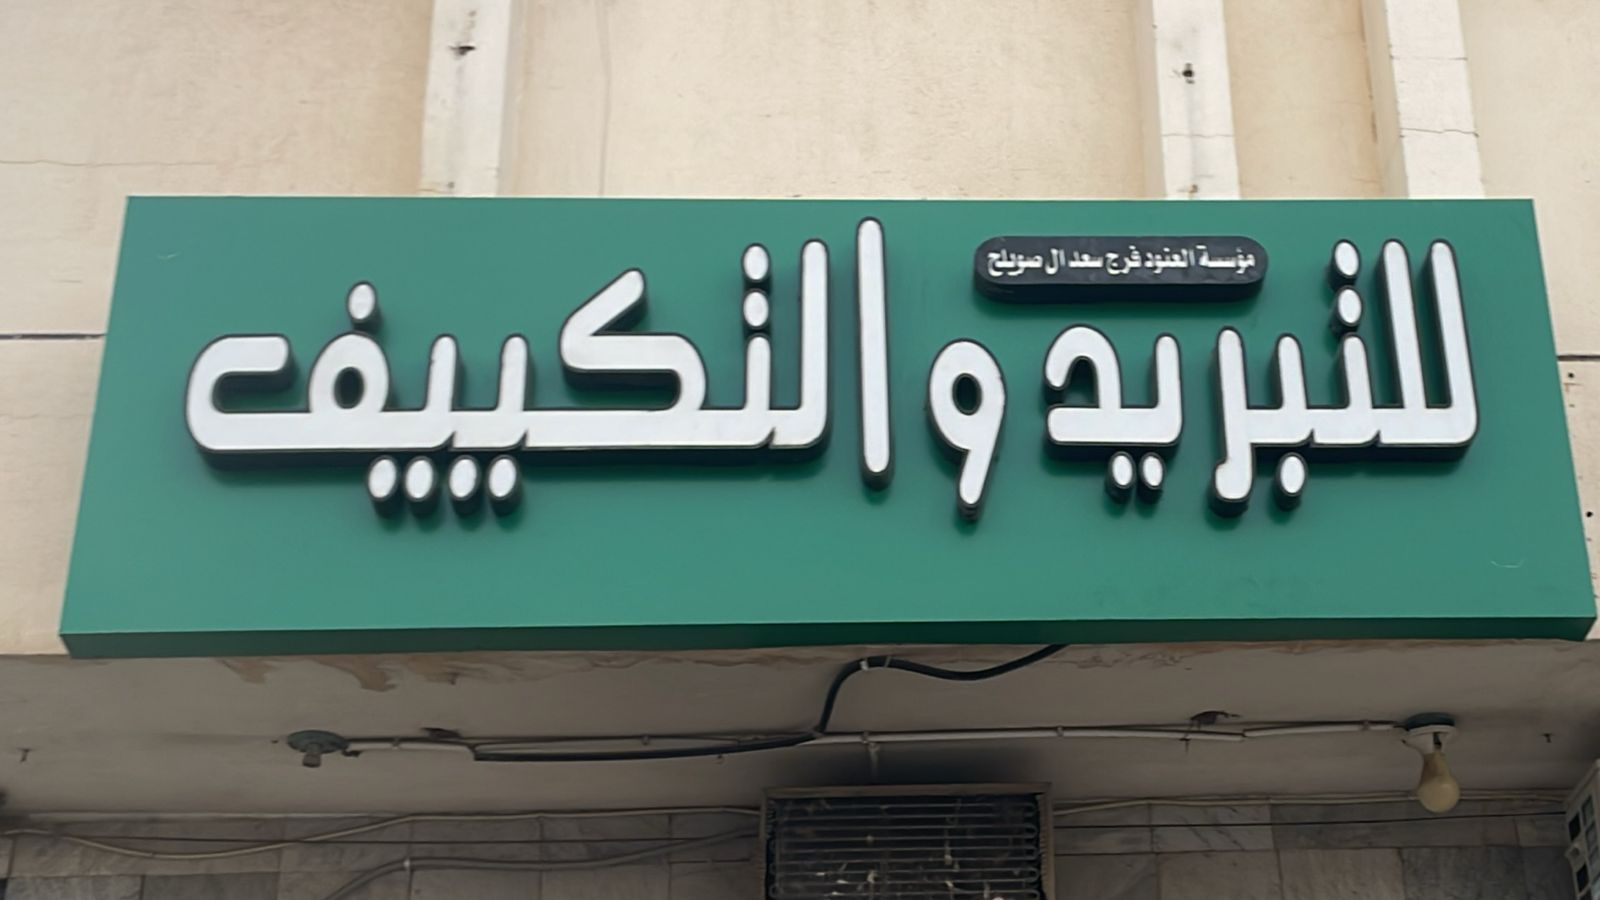 مؤسسة العنود فرج سعد ال صويلح
للتبريد والتكييف